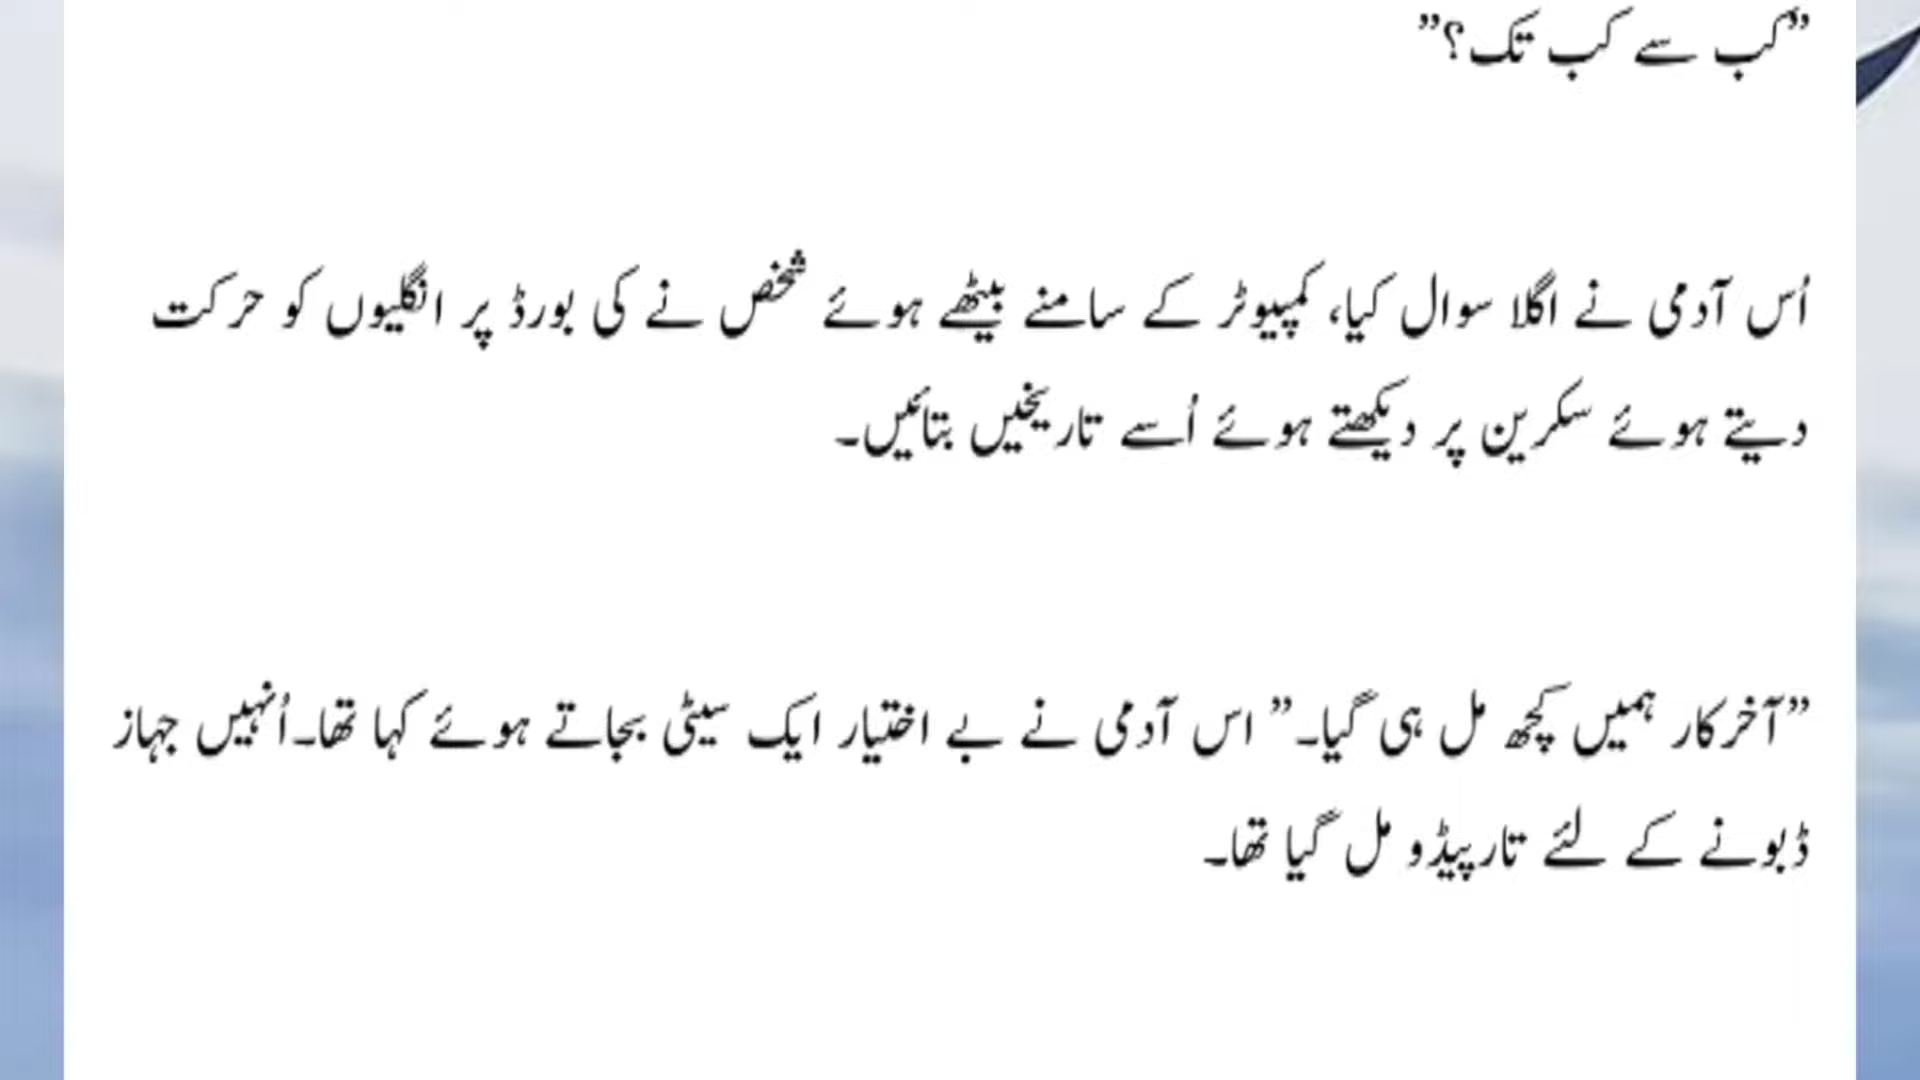 ”کب سے کب تک؟”
اُس آدمی نے اگلا سوال کیا، کمپیوٹر کے سامنے بیٹھے ہوئے شخص نے کی بورڈ پر انگلیوں کو حرکت
دیتے ہوئے سکرین پر دیکھتے ہوئے اُسے تاریخیں بتائیں۔
”آخرکار ہمیں کچھ مل ہی گیا۔” اس آدمی نے بے اختیار ایک سیٹی بجاتے ہوئے کہا تھا۔اُنہیں جہاز
ڈبونے کے لئے تارپیڈو مل گیا تھا۔